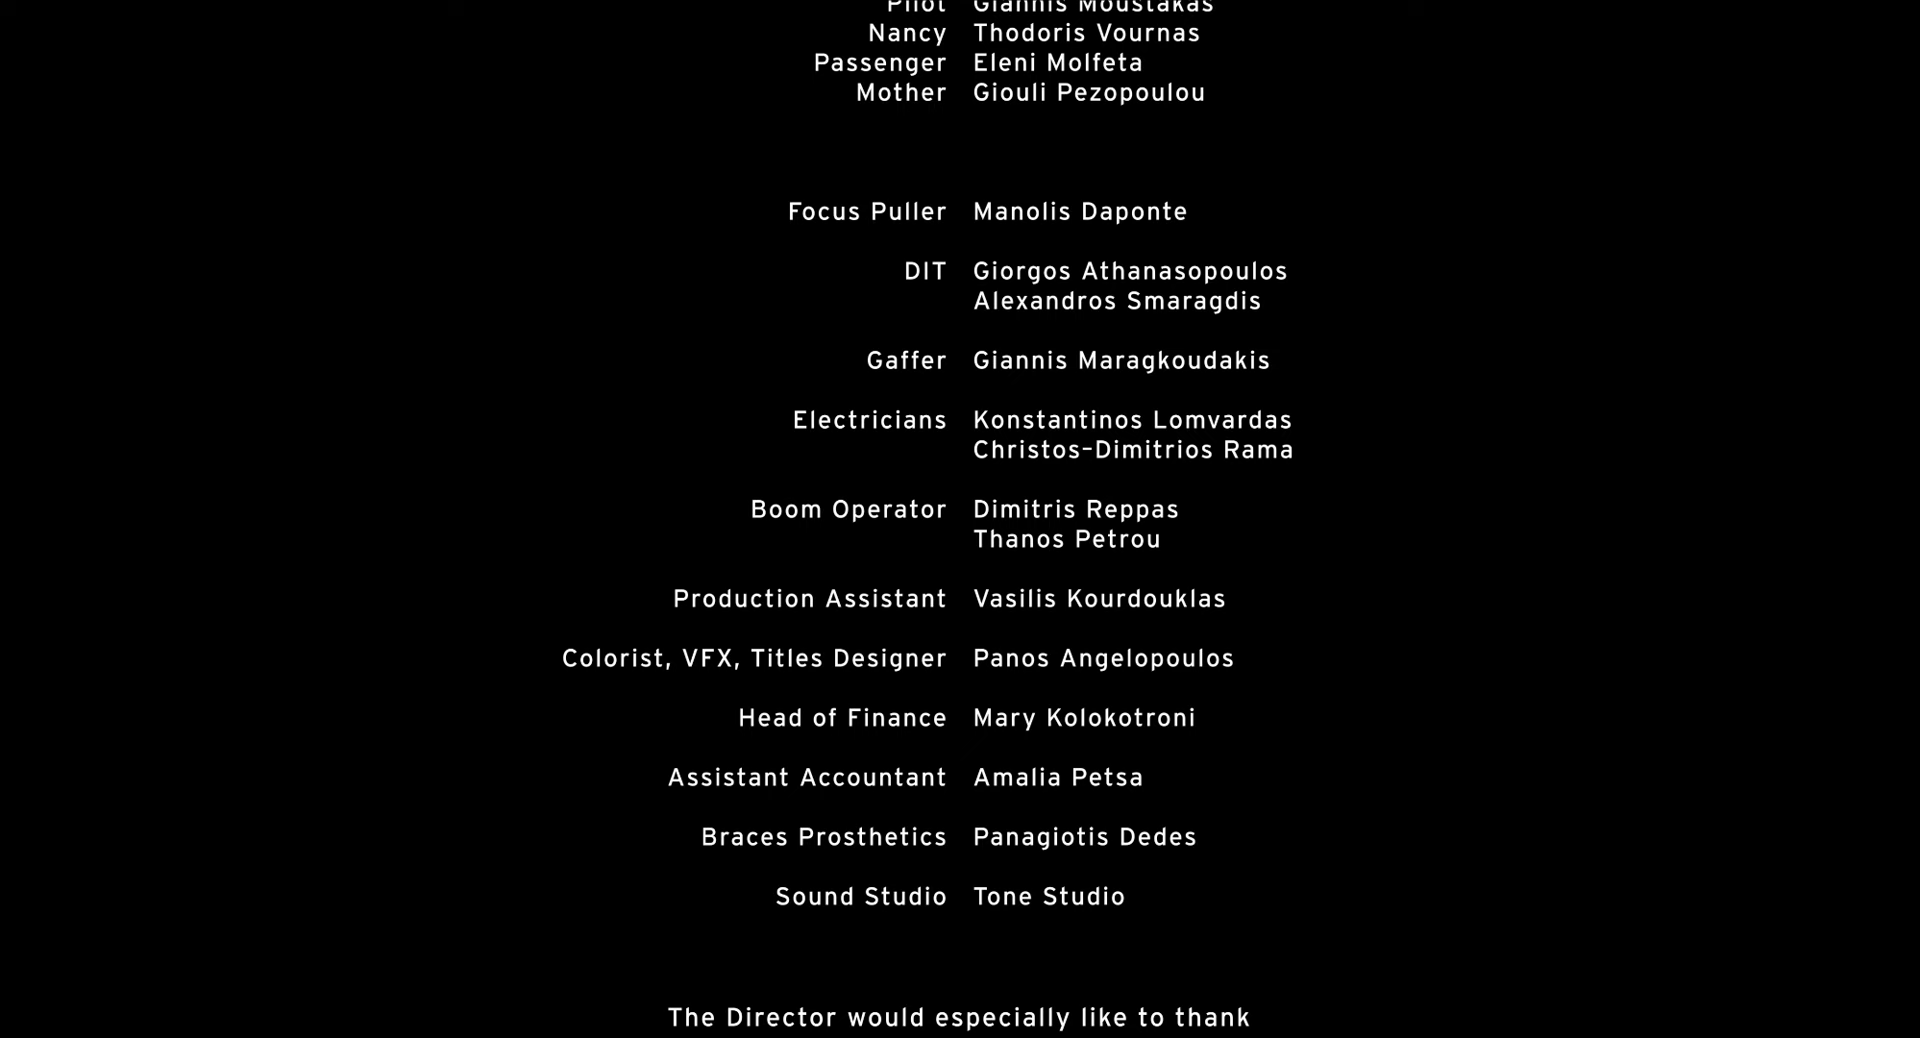 Pilot Giannis Moustakas
Nancy Thodoris Vournas
Passenger Eleni Molfeta
Mother Giouli Pezopoulou
Focus Puller Manolis Daponte
DIT Giorgos Athanasopoulos
Alexandros Smaragdis
Gaffer Giannis Maragkoudakis
Electricians Konstantinos Lomvardas
Christos-Dimitrios Rama
Boom Operator Dimitris Reppas
Thanos Petrou
Production Assistant Vasilis Kourdouklas
Colorist, VFX, Titles Designer Panos Angelopoulos
Head of Finance Mary Kolokotroni
Assistant Accountant Amalia Petsa
Braces Prosthetics Panagiotis Dedes
Sound Studio Tone Studio
The Director would especially like to thank